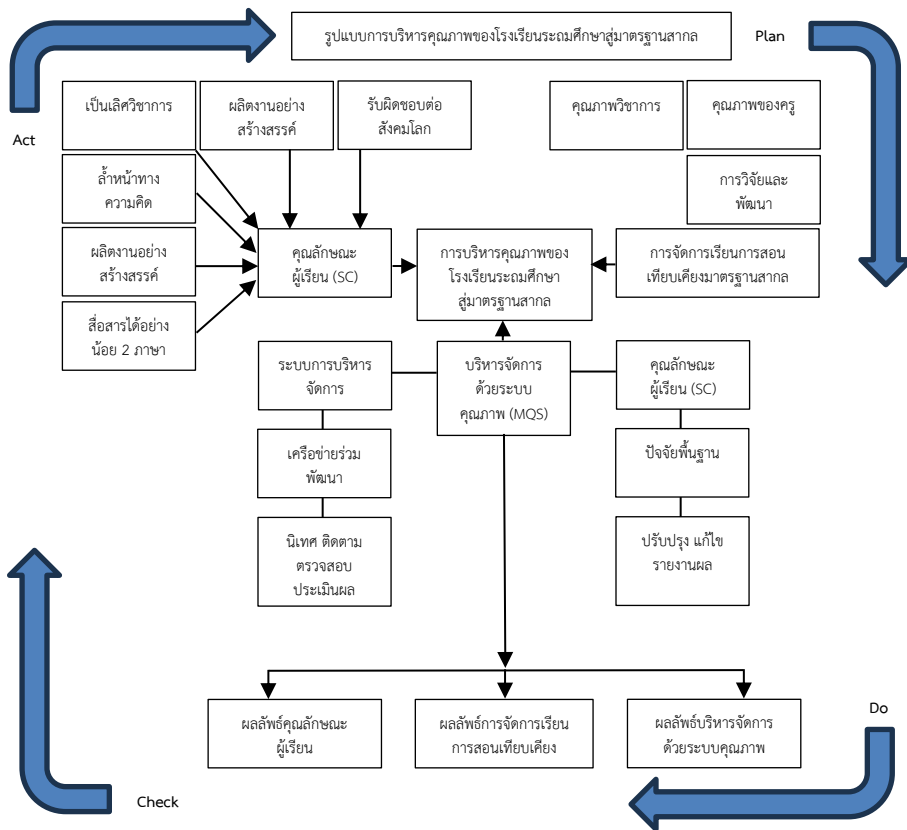 รูปแบบการบริหารคุณภาพของโรงเรียนระถมศึกษาสู่มาตรฐานสากล
Plan
Act
เป็นเลิศวิชาการ
ผลิตงานอย่าง
สร้างสรรค์
รับผิดชอบต่อ
สังคมโลก
คุณภาพวิชาการ
คุณภาพของครู
ล้ำหน้าทาง
ความคิด
การวิจัยและ
พัฒนา
ผลิตงานอย่าง
สร้างสรรค์
คุณลักษณะ
ผู้เรียน (SC)
การบริหารคุณภาพของ
โรงเรียนระถมศึกษา
สู่มาตรฐานสากล
การจัดการเรียนการสอน
เทียบเคียงมาตรฐานสากล
สื่อสารได้อย่าง
น้อย 2 ภาษา
ระบบการบริหาร
จัดการ
บริหารจัดการ
ด้วยระบบ
คุณภาพ (MQS)
คุณลักษณะ
ผู้เรียน (SC)
เครือข่ายร่วม
พัฒนา
ปัจจัยพื้นฐาน
นิเทศ ติดตาม
ตรวจสอบ
ประเมินผล
ปรับปรุง แก้ไข
รายงานผล
ผลลัพธ์คุณลักษณะ
ผู้เรียน
ผลลัพธ์การจัดการเรียน
การสอนเทียบเคียง
ผลลัพธ์บริหารจัดการ
ด้วยระบบคุณภาพ
Do
Check